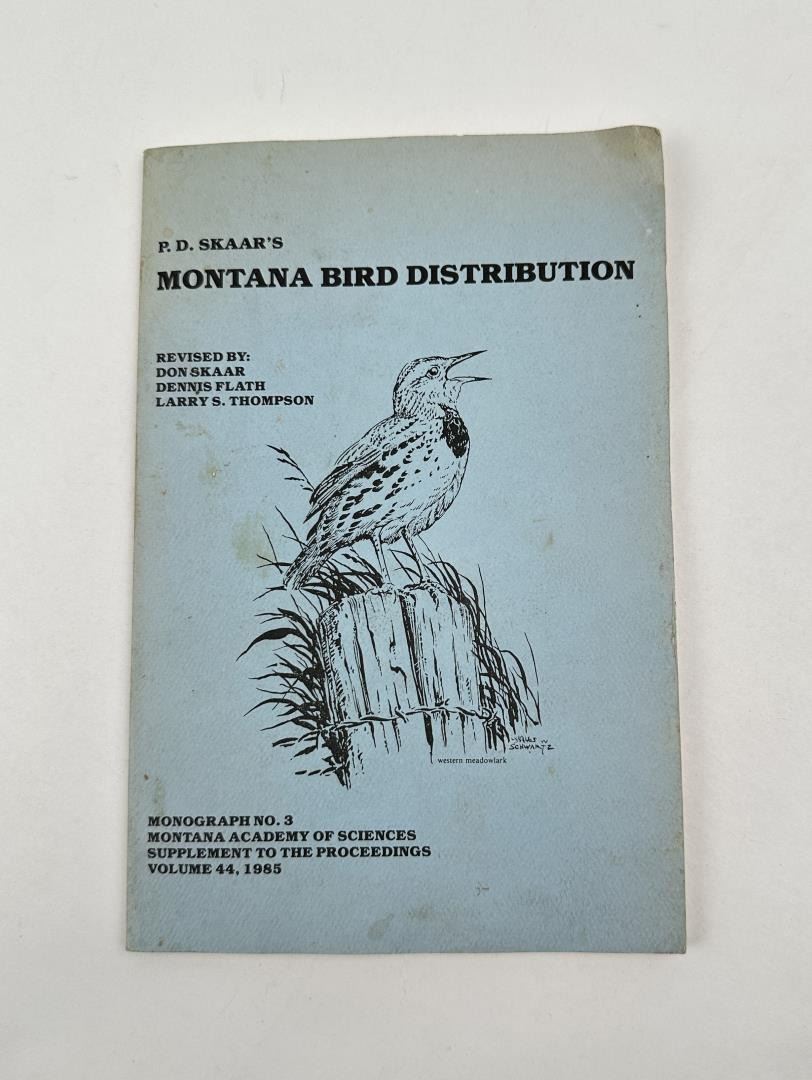 P. D. SKAAR'S
MONTANA BIRD DISTRIBUTION
REVISED BY:
DON SKAAR
DENNIS FLATH
LARRY S. THOMPSON
SCHWARTZ
western meadowlark
MONOGRAPH NO. 3
MONTANA ACADEMY OF SCIENCES
SUPPLEMENT TO THE PROCEEDINGS
VOLUME 44, 1985